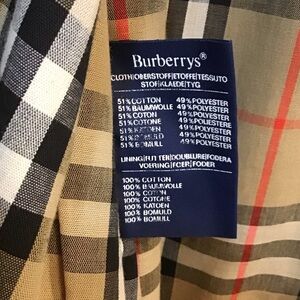 Burberrys®
CLOTH/OBERSTOFF/ETOFFE/TESSUTO
STOF/KLAEDE/TYG
51% COTTON 49% POLYESTER
51% BAUMWOLLE 49% POLYESTER
51% COTON 49% POLYESTER
51% COTONE 49% POLIESTERE
51% KATOEN 49% POLYESTER
51% BOMULD 49% POLYESTER
51% BOMULL 49% POLYESTER
LINING/FUTTER/DOUBLURE/FODERA
VOERING/FOER/FODER
100% COTTON
100% BAUMWOLLE
100% COTON
100% COTONE
100% KATOEN
100% BOMULD
100% BOMULL